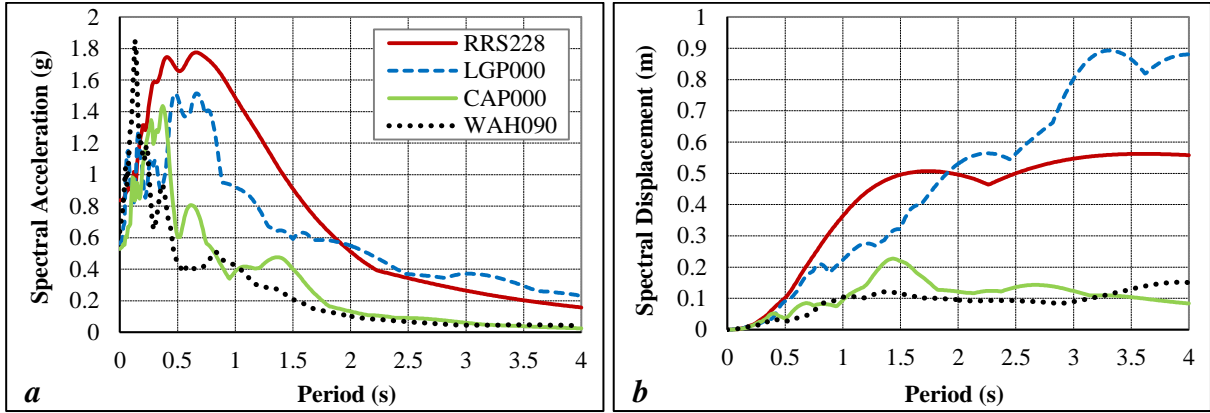 2
1.8
1.6
1.4
1.2
1
0.8
0.6
0.4
0.2
0
Spectral Acceleration (g)
RRS228
LGP000
CAP000
WAH090
0 0.5 1 1.5 2 2.5 3 3.5 4
a
Period (s)
1
0.9
0.8
0.7
0.6
0.5
0.4
0.3
0.2
0.1
0
Spectral Displacement (m)
0 0.5 1 1.5 2 2.5 3 3.5 4
b
Period (s)